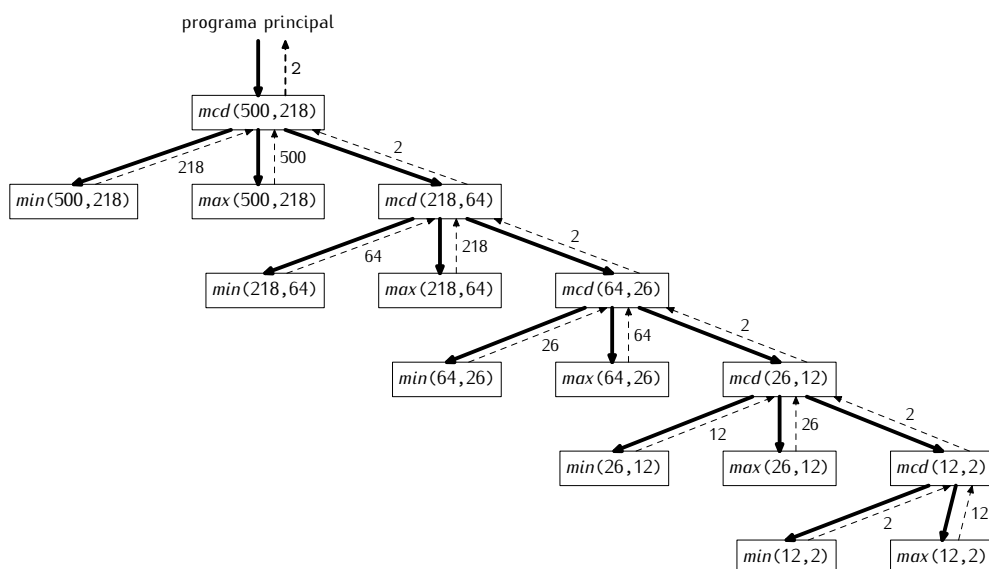 programa principal
2
mcd(500,218)
218
500
2
min(500,218)
max(500,218)
mcd(218,64)
64
218
2
min(218,64)
max(218,64)
mcd(64,26)
26
64
2
min(64,26)
max(64,26)
mcd(26,12)
12
26
2
min(26,12)
max(26,12)
mcd(12,2)
2
12
min(12,2)
max(12,2)